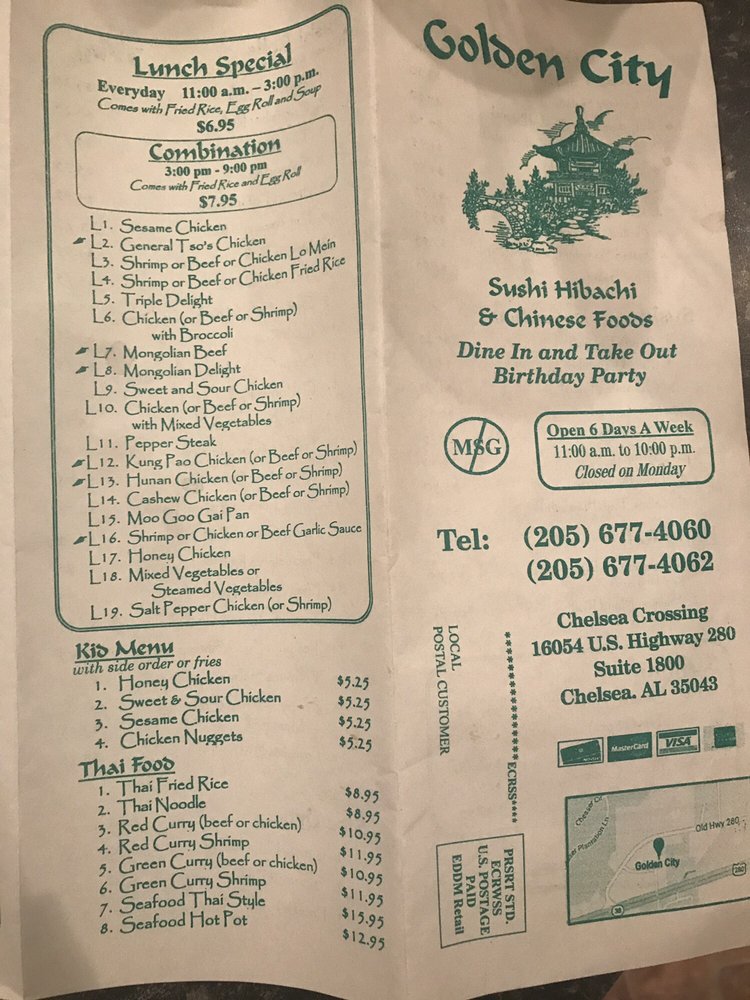 Lunch Special
Everyday 11:00 a.m. – 3:00 p.m.
Comes with Fried Rice, Egg Roll and Soup
$6.95
Combination
3:00 pm - 9:00 pm
Comes with Fried Rice and Egg Roll
$7.95
L1. Sesame Chicken
L2. General Tso's Chicken
L3. Shrimp or Beef or Chicken Lo Mein
L4. Shrimp or Beef or Chicken Fried Rice
L5. Triple Delight
L6. Chicken (or Beef or Shrimp)
with Broccoli
L7. Mongolian Beef
L8. Mongolian Delight
L9. Sweet and Sour Chicken
L10. Chicken (or Beef or Shrimp)
with Mixed Vegetables
L11. Pepper Steak
L12. Kung Pao Chicken (or Beef or Shrimp)
L13. Hunan Chicken (or Beef or Shrimp)
L14. Cashew Chicken (or Beef or Shrimp)
L15. Moo Goo Gai Pan
L16. Shrimp or Chicken or Beef Garlic Sauce
L17. Honey Chicken
L18. Mixed Vegetables or
Steamed Vegetables
L19. Salt Pepper Chicken (or Shrimp)
Kid Menu
with side order or fries
1. Honey Chicken $5.25
2. Sweet & Sour Chicken $5.25
3. Sesame Chicken $5.25
4. Chicken Nuggets $5.25
Thai Food
1. Thai Fried Rice $8.95
2. Thai Noodle $8.95
3. Red Curry (beef or chicken) $10.95
4. Red Curry Shrimp $11.95
5. Green Curry (beef or chicken) $10.95
6. Green Curry Shrimp $11.95
7. Seafood Thai Style $15.95
8. Seafood Hot Pot $12.95
Golden City
Sushi Hibachi
& Chinese Foods
Dine In and Take Out
Birthday Party
MSG
Open 6 Days A Week
11:00 a.m. to 10:00 p.m.
Closed on Monday
Tel: (205) 677-4060
(205) 677-4062
Chelsea Crossing
16054 U.S. Highway 280
Suite 1800
Chelsea. AL 35043
LOCAL
POSTAL CUSTOMER
******************ECRSS****
PRSRT STD.
ECRWSS
U.S. POSTAGE
PAID
EDDM Retail
MasterCard
VISA
Chesser Dr
Plantation Ln
Old Hwy 280
Golden City
280
38